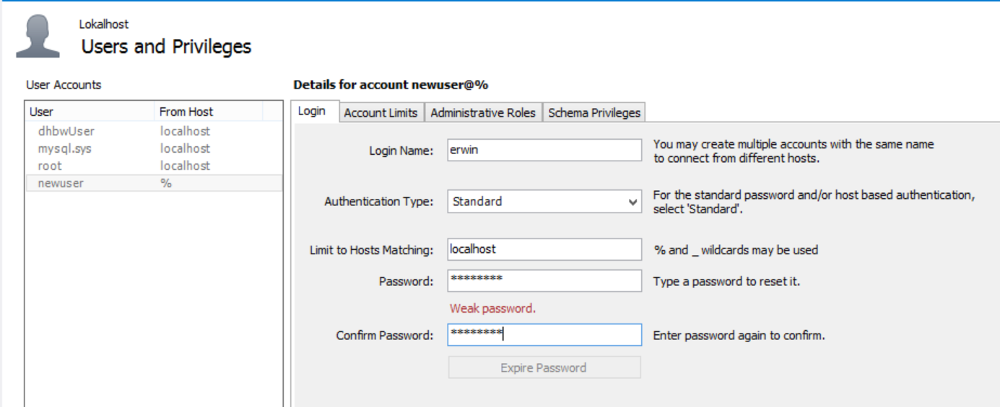 Lokalhost
Users and Privileges
User Accounts
Details for account newuser@%
User From Host
dhbwUser localhost
mysql.sys localhost
root localhost
newuser %
Login Account Limits Administrative Roles Schema Privileges
Login Name: erwin
You may create multiple accounts with the same name
to connect from different hosts.
Authentication Type: Standard
For the standard password and/or host based authentication,
select 'Standard'.
Limit to Hosts Matching: localhost % and _ wildcards may be used
Password: ******** Type a password to reset it.
Weak password.
Confirm Password: ******** Enter password again to confirm.
Expire Password